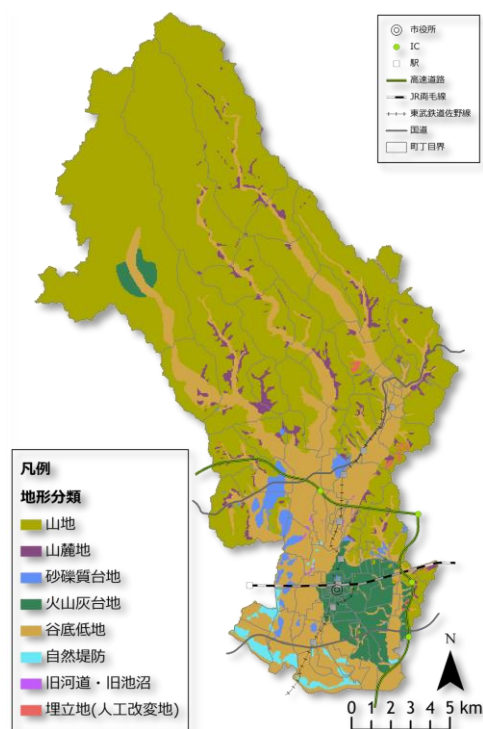 市役所
IC
駅
高速道路
JR両毛線
東武鉄道佐野線
国道
町丁目界
凡例
地形分類
山地
山麓地
砂礫質台地
火山灰台地
谷底低地
自然堤防
旧河道・旧池沼
埋立地(人工改変地)
N
0 1 2 3 4 5 km